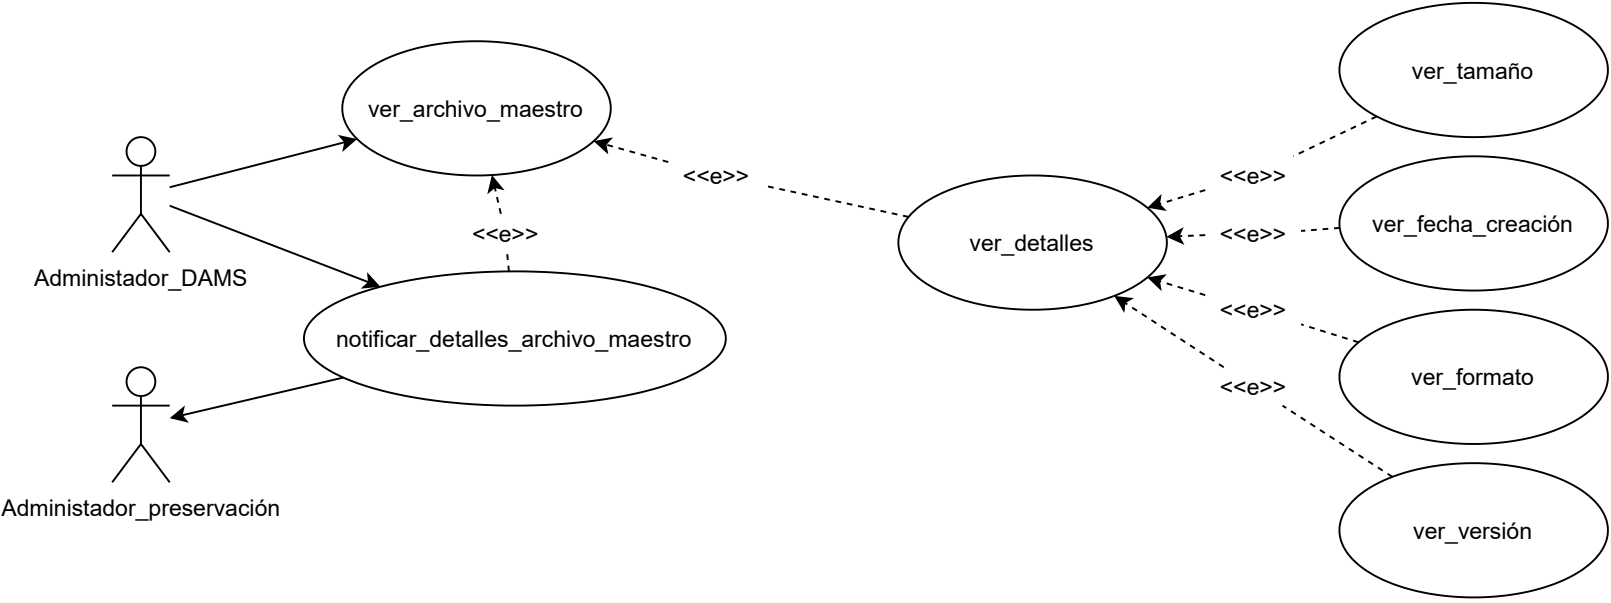 ver_tamaño
ver_archivo_maestro
<<e>>
<<e>>
ver_fecha_creación
<<e>>
<<e>>
ver_detalles
Administador_DAMS
<<e>>
notificar_detalles_archivo_maestro
ver_formato
<<e>>
Administador_preservación
ver_versión